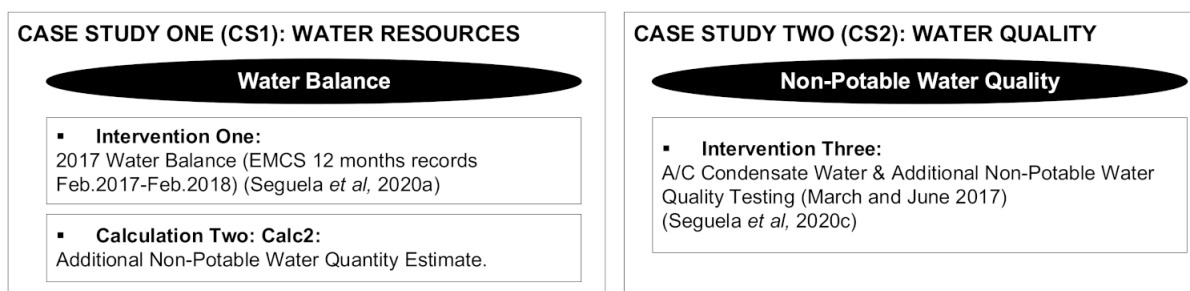 CASE STUDY ONE (CS1): WATER RESOURCES
Water Balance
▪ Intervention One:
2017 Water Balance (EMCS 12 months records
Feb.2017-Feb.2018) (Seguela et al, 2020a)
▪ Calculation Two: Calc2:
Additional Non-Potable Water Quantity Estimate.
CASE STUDY TWO (CS2): WATER QUALITY
Non-Potable Water Quality
▪ Intervention Three:
A/C Condensate Water & Additional Non-Potable Water
Quality Testing (March and June 2017)
(Seguela et al, 2020c)